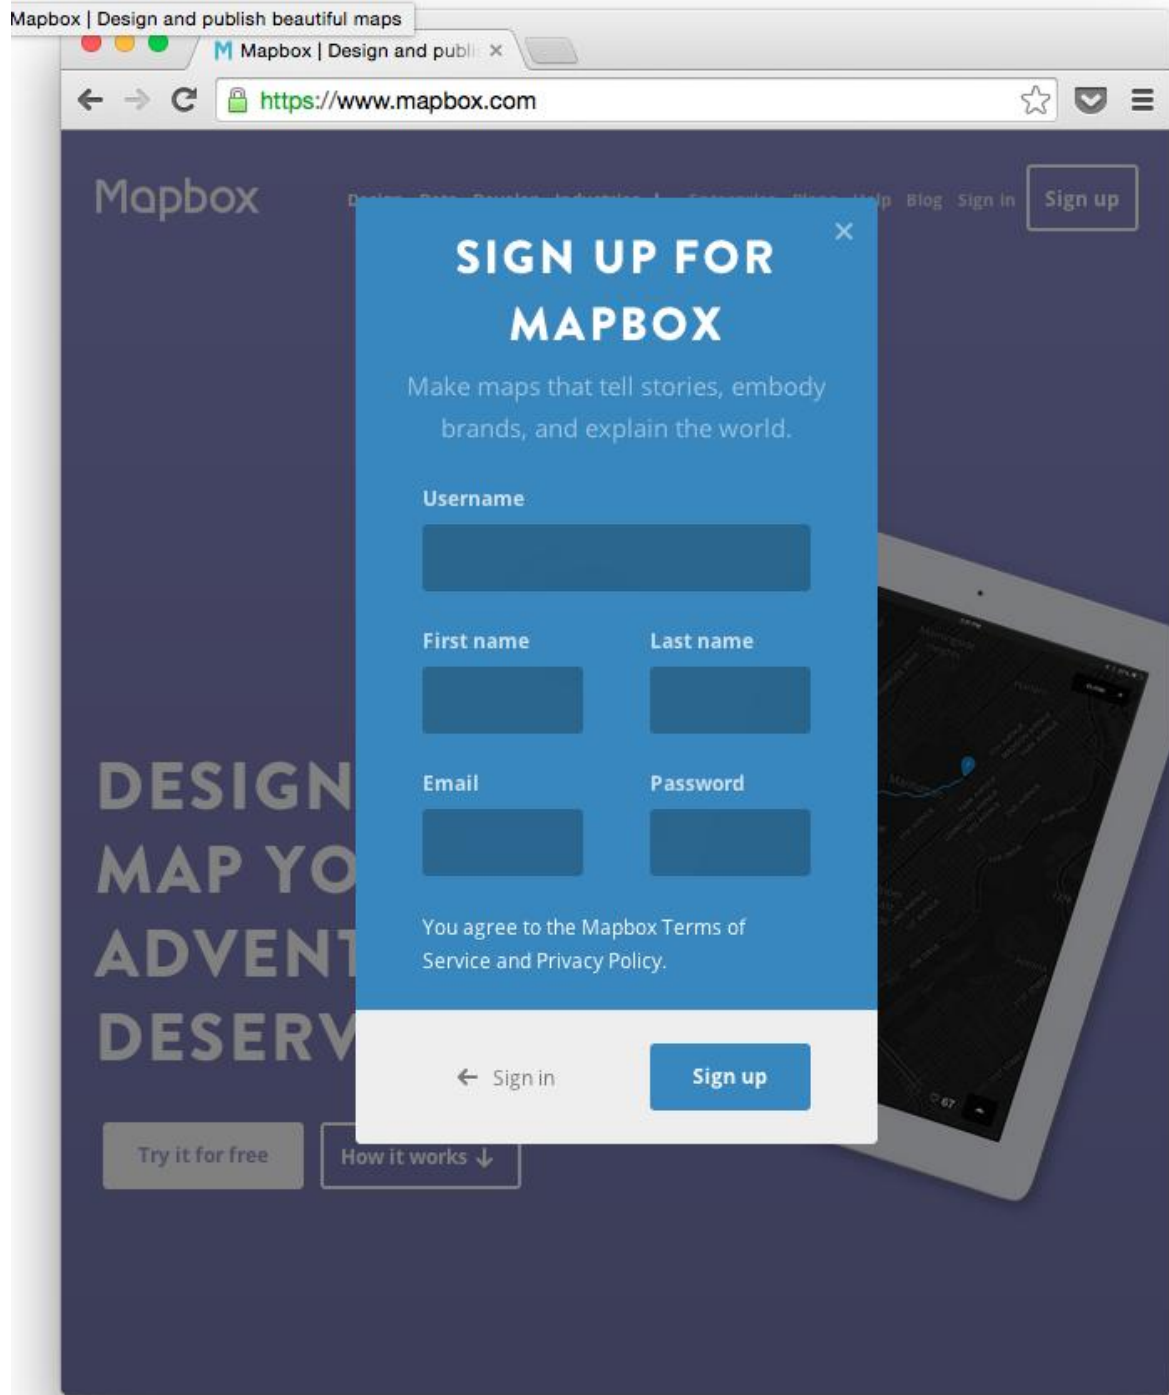 Mapbox | Design and publish beautiful maps
Mapbox | Design and publi
https://www.mapbox.com
Mapbox
Help Blog Sign in Sign up
SIGN UP FOR
MAPBOX
Make maps that tell stories, embody
brands, and explain the world.
Username
First name Last name
Email Password
You agree to the Mapbox Terms of
Service and Privacy Policy.
Sign in Sign up
DESIGN
MAP YO
ADVENT
DESERV
Try it for free How it works
67